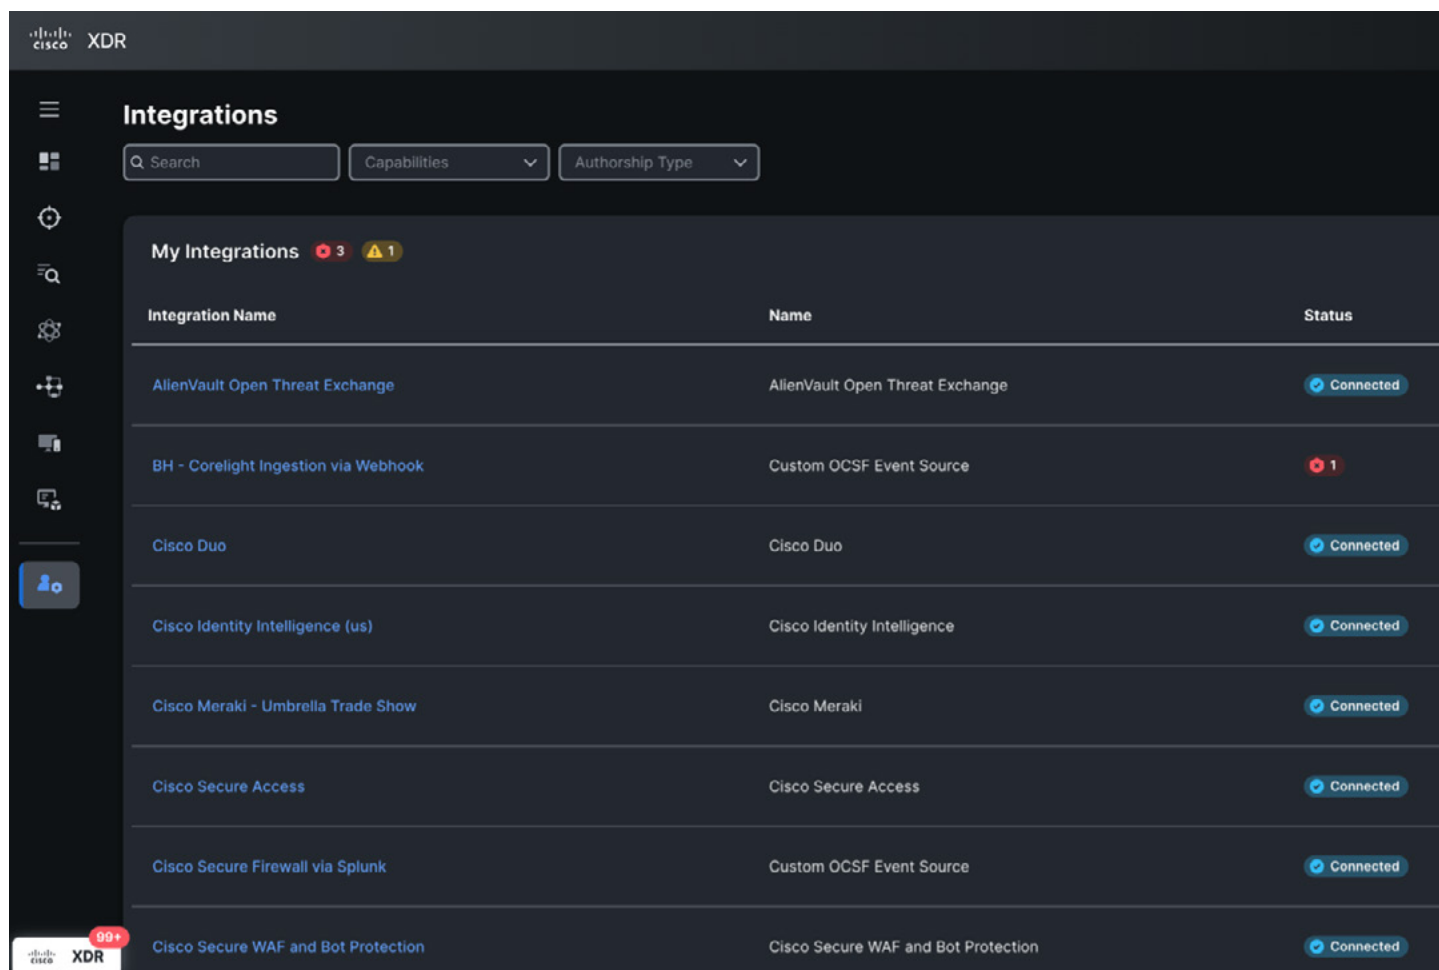 cisco XDR
Integrations
Search Capabilities Authorship Type
My Integrations 3 1
Integration Name Name Status
AlienVault Open Threat Exchange AlienVault Open Threat Exchange Connected
BH - Corelight Ingestion via Webhook Custom OCSF Event Source 1
Cisco Duo Cisco Duo Connected
Cisco Identity Intelligence (us) Cisco Identity Intelligence Connected
Cisco Meraki - Umbrella Trade Show Cisco Meraki Connected
Cisco Secure Access Cisco Secure Access Connected
Cisco Secure Firewall via Splunk Custom OCSF Event Source Connected
99+
cisco XDR Cisco Secure WAF and Bot Protection Cisco Secure WAF and Bot Protection Connected